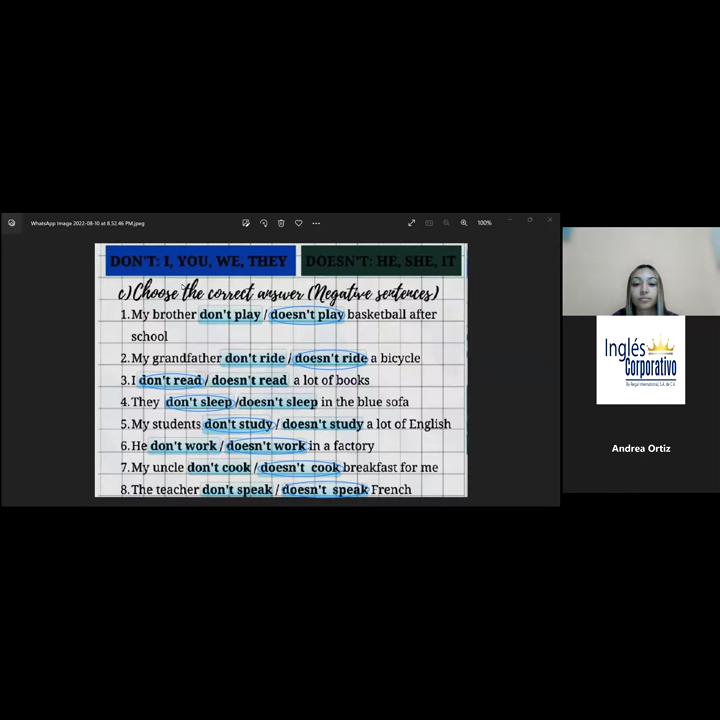 WhatsApp Image 2022-08-10 at 8.52.46 PM.jpeg
100%
DON'T: I, YOU, WE, THEY
DOESN'T: HE, SHE, IT
c) Choose the correct answer (Negative sentences)
1. My brother don't play / doesn't play basketball after
school
2. My grandfather don't ride / doesn't ride a bicycle
3. I don't read / doesn't read a lot of books
4. They don't sleep /doesn't sleep in the blue sofa
5. My students don't study / doesn't study a lot of English
6. He don't work / doesn't work in a factory
7. My uncle don't cook / doesn't cook breakfast for me
8. The teacher don't speak / doesn't speak French
Inglés
Corporativo
By Regal International, S.A. de C.V.
Andrea Ortiz